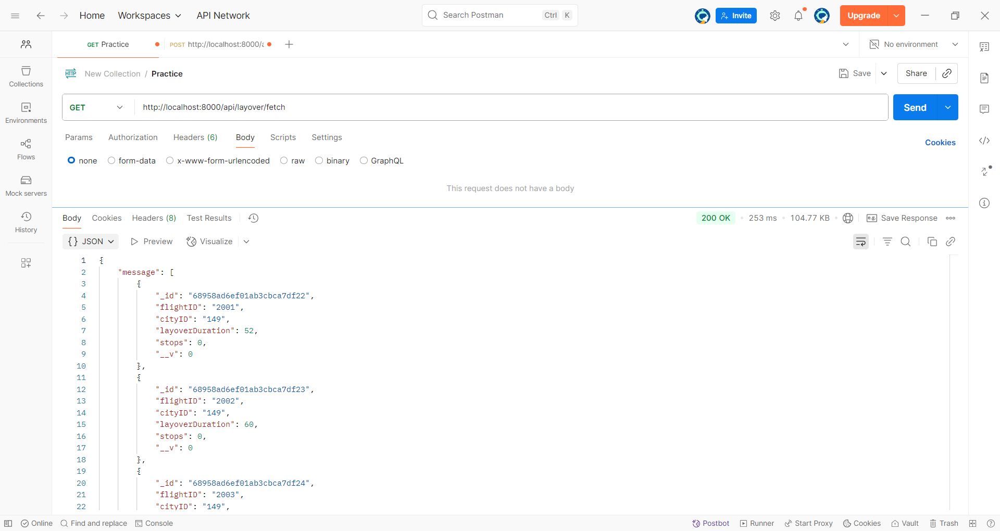 Home Workspaces API Network Search Postman Ctrl K Invite Upgrade
GET Practice POST http://localhost:8000/a No environment
HTTP New Collection / Practice Save Share
GET http://localhost:8000/api/layover/fetch Send
Params Authorization Headers (6) Body Scripts Settings Cookies
none form-data x-www-form-urlencoded raw binary GraphQL
This request does not have a body
Collections
Environments
Flows
Mock servers
History
Body Cookies Headers (8) Test Results 200 OK 253 ms 104.77 KB e.g. Save Response
{} JSON Preview Visualize
1 {
2 "message": [
3 {
4 "_id": "68958ad6ef01ab3cbca7df22",
5 "flightID": "2001",
6 "cityID": "149",
7 "layoverDuration": 52,
8 "stops": 0,
9 "__v": 0
10 },
11 {
12 "_id": "68958ad6ef01ab3cbca7df23",
13 "flightID": "2002",
14 "cityID": "149",
15 "layoverDuration": 60,
16 "stops": 0,
17 "__v": 0
18 },
19 {
20 "_id": "68958ad6ef01ab3cbca7df24",
21 "flightID": "2003",
22 "cityID": "149",
Online Find and replace Console Postbot Runner Start Proxy Cookies Vault Trash